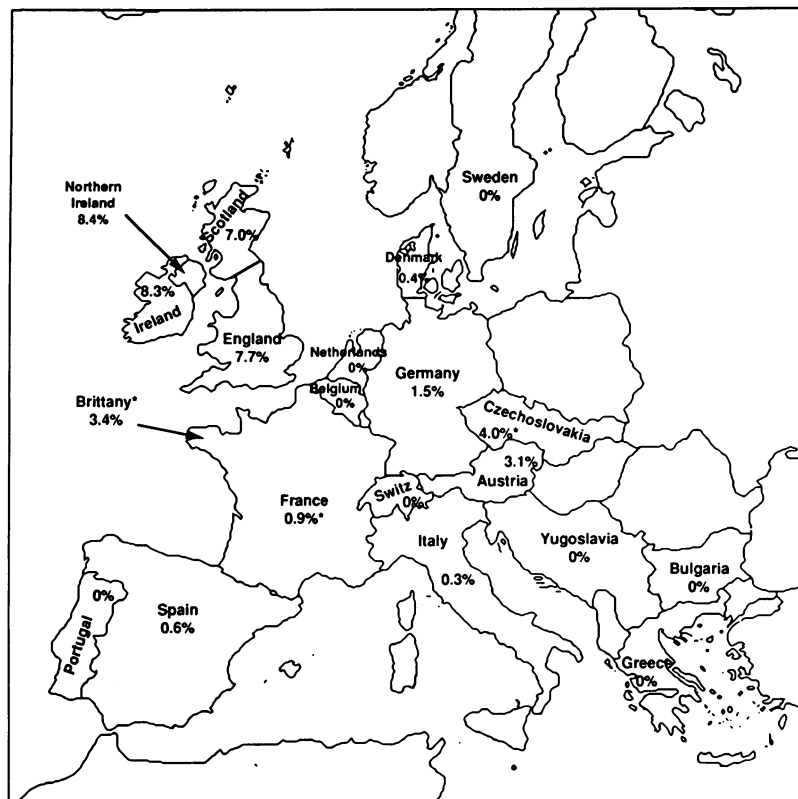 Northern
Ireland
8.4%
Scotland
7.0%
Sweden
0%
Denmark
0.4%
8.3%
Ireland
England
7.7%
Netherlands
0%
Belgium
0%
Germany
1.5%
Brittany*
3.4%
Czechoslovakia
4.0%*
3.1%
Austria
Switz
0%
France
0.9%*
Italy
0.3%
Yugoslavia
0%
Bulgaria
0%
0%
Portugal
Spain
0.6%
Greece
0%